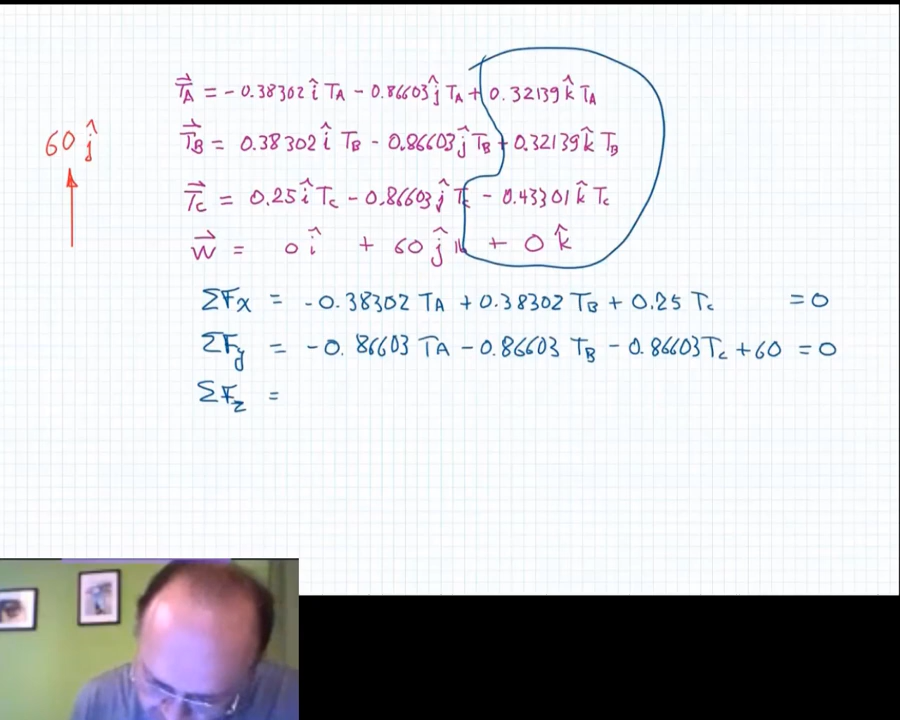 T⃗A = - 0.38302 î TA - 0.86603 ĵ TA + 0.32139 k̂ TA
60 ĵ
T⃗B = 0.38302 î TB - 0.86603 ĵ TB + 0.32139 k̂ TB
T⃗c = 0.25 î Tc - 0.86603 ĵ Tc - 0.43301 k̂ Tc
W⃗ = 0 î + 60 ĵ lb + 0 k̂
ΣFx = -0.38302 TA + 0.38302 TB + 0.25 Tc = 0
ΣFy = -0.86603 TA - 0.86603 TB - 0.86603 Tc + 60 = 0
ΣFz =